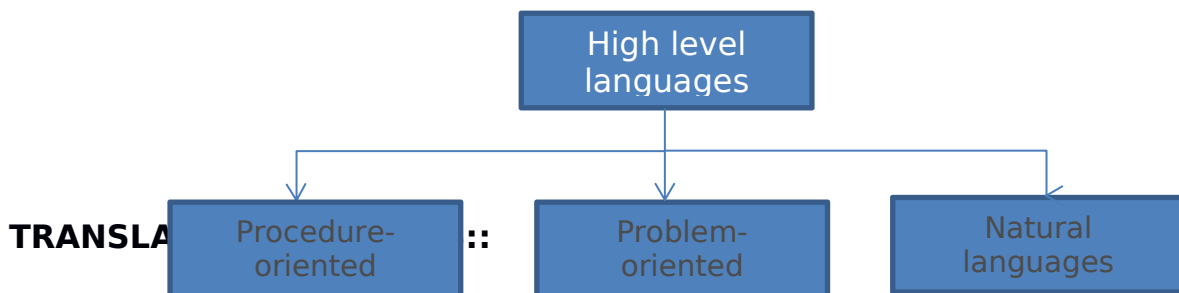 High level
languages
TRANSLA
::
Procedure-
oriented
Problem-
oriented
Natural
languages